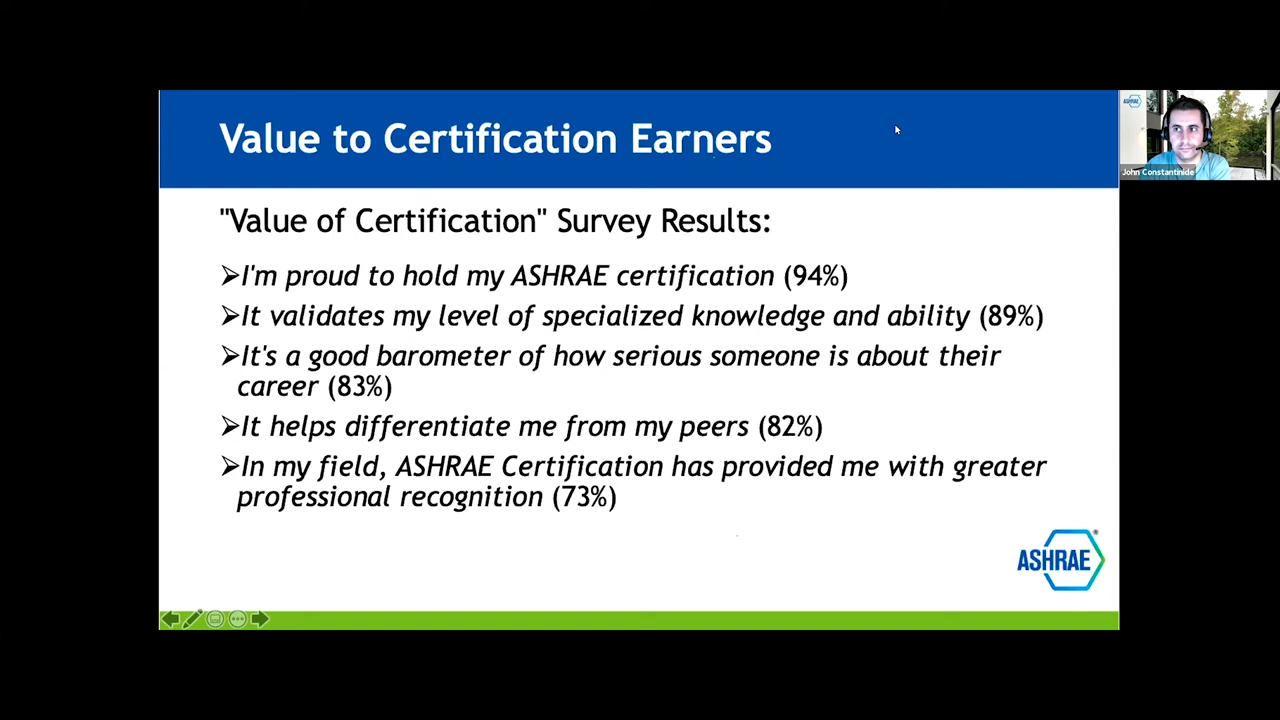 Value to Certification Earners
ASHRAE
John Constantinide
"Value of Certification" Survey Results:
➢I'm proud to hold my ASHRAE certification (94%)
➢It validates my level of specialized knowledge and ability (89%)
➢It's a good barometer of how serious someone is about their
career (83%)
➢It helps differentiate me from my peers (82%)
➢In my field, ASHRAE Certification has provided me with greater
professional recognition (73%)
ASHRAE®